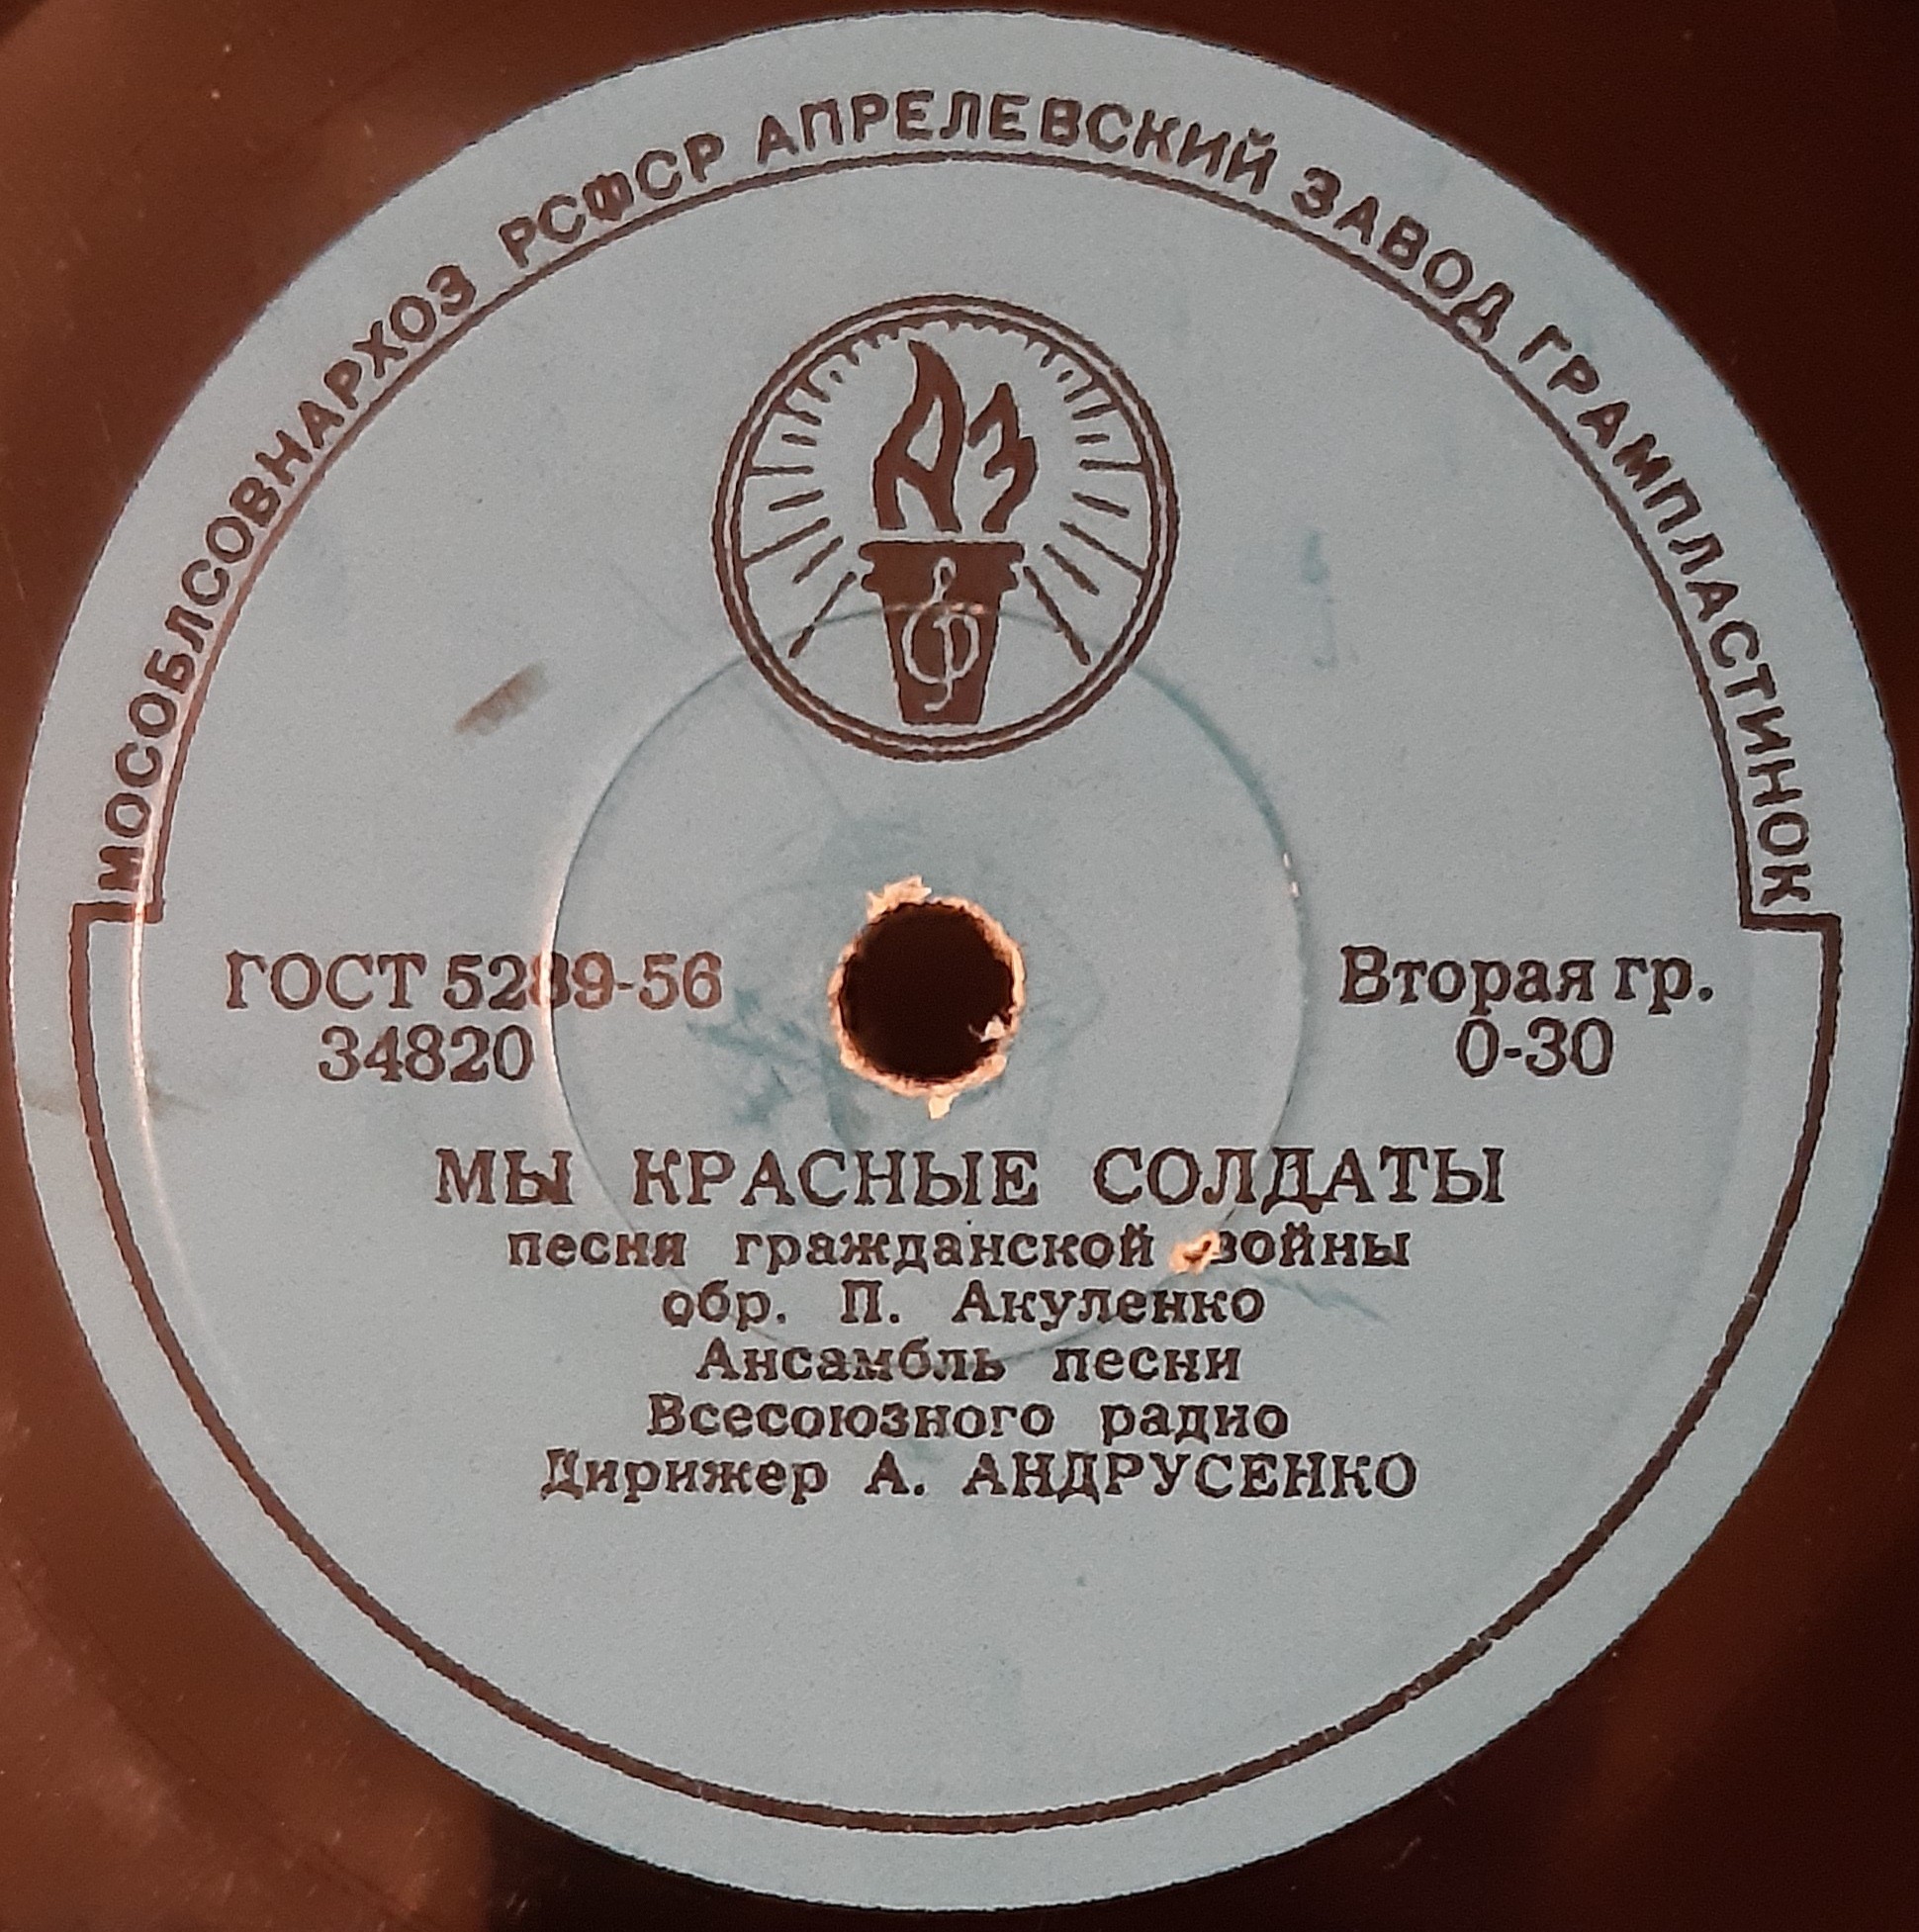 МОСОБЛСОВНАРХОЗ РСФСР АПРЕЛЕВСКИЙ ЗАВОД ГРАМПЛАСТИНОК
АЗ
ГОСТ 5289-56
34820
Вторая гр.
0-30
МЫ КРАСНЫЕ СОЛДАТЫ
песня гражданской войны
обр. П. Акуленко
Ансамбль песни
Всесоюзного радио
Дирижер А. АНДРУСЕНКО